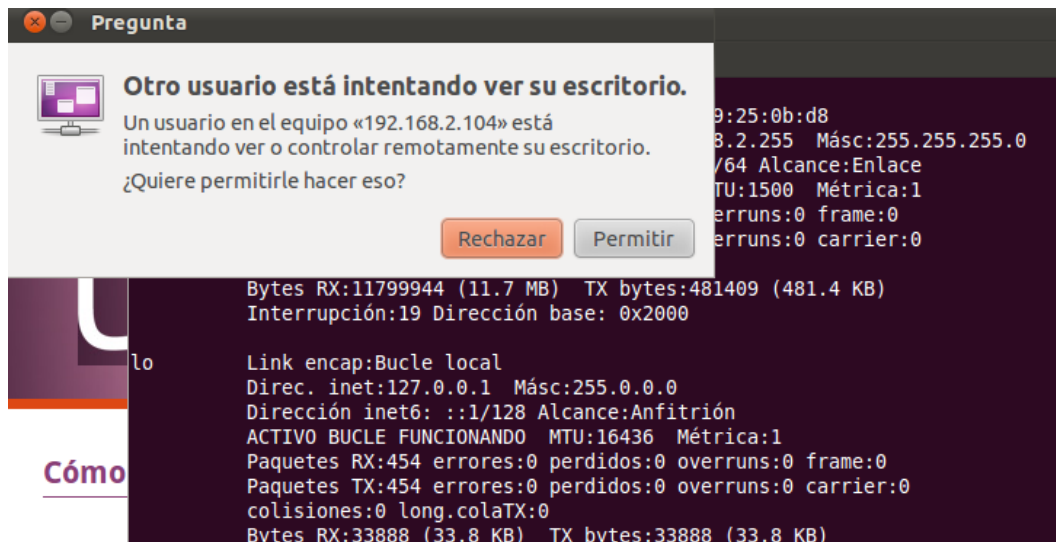 Pregunta
Otro usuario está intentando ver su escritorio.
Un usuario en el equipo «192.168.2.104» está
intentando ver o controlar remotamente su escritorio.
¿Quiere permitirle hacer eso?
Rechazar Permitir
9:25:0b:d8
8.2.255 Másc:255.255.255.0
/64 Alcance:Enlace
TU:1500 Métrica:1
erruns:0 frame:0
erruns:0 carrier:0
Bytes RX:11799944 (11.7 MB) TX bytes:481409 (481.4 KB)
Interrupción:19 Dirección base: 0x2000
lo Link encap:Bucle local
Direc. inet:127.0.0.1 Másc:255.0.0.0
Dirección inet6: ::1/128 Alcance:Anfitrión
ACTIVO BUCLE FUNCIONANDO MTU:16436 Métrica:1
Paquetes RX:454 errores:0 perdidos:0 overruns:0 frame:0
Paquetes TX:454 errores:0 perdidos:0 overruns:0 carrier:0
colisiones:0 long.colaTX:0
Bytes RX:33888 (33.8 KB) TX bytes:33888 (33.8 KB)
Cómo